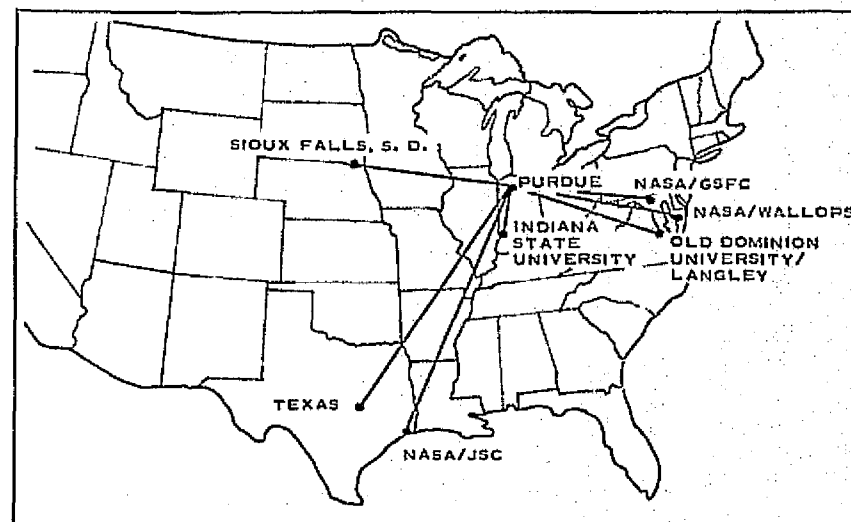 SIOUX FALLS, S. D.
PURDUE
NASA/GSFC
NASA/WALLOPS
INDIANA
STATE
UNIVERSITY
OLD DOMINION
UNIVERSITY/
LANGLEY
TEXAS
NASA/JSC